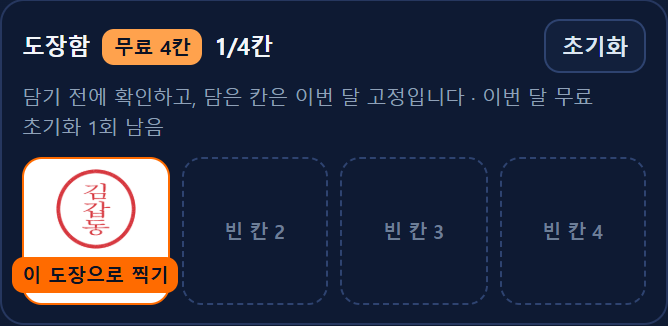 도장함 무료 4칸 1/4칸 초기화
담기 전에 확인하고, 담은 칸은 이번 달 고정입니다 · 이번 달 무료
초기화 1회 남음
김갑동
이 도장으로 찍기
빈 칸 2
빈 칸 3
빈 칸 4